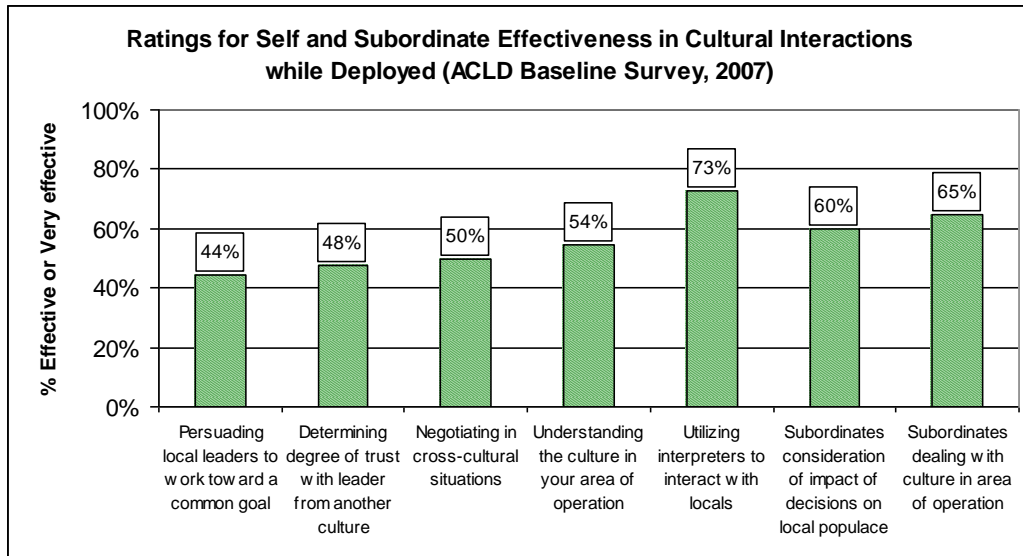 Ratings for Self and Subordinate Effectiveness in Cultural Interactions
while Deployed (ACLD Baseline Survey, 2007)
% Effective or Very effective
100%
80%
60%
40%
20%
0%
44%
48%
50%
54%
73%
60%
65%
Persuading
local leaders to
work toward a
common goal
Determining
degree of trust
with leader
from another
culture
Negotiating in
cross-cultural
situations
Understanding
the culture in
your area of
operation
Utilizing
interpreters to
interact with
locals
Subordinates
consideration
of impact of
decisions on
local populace
Subordinates
dealing with
culture in area
of operation